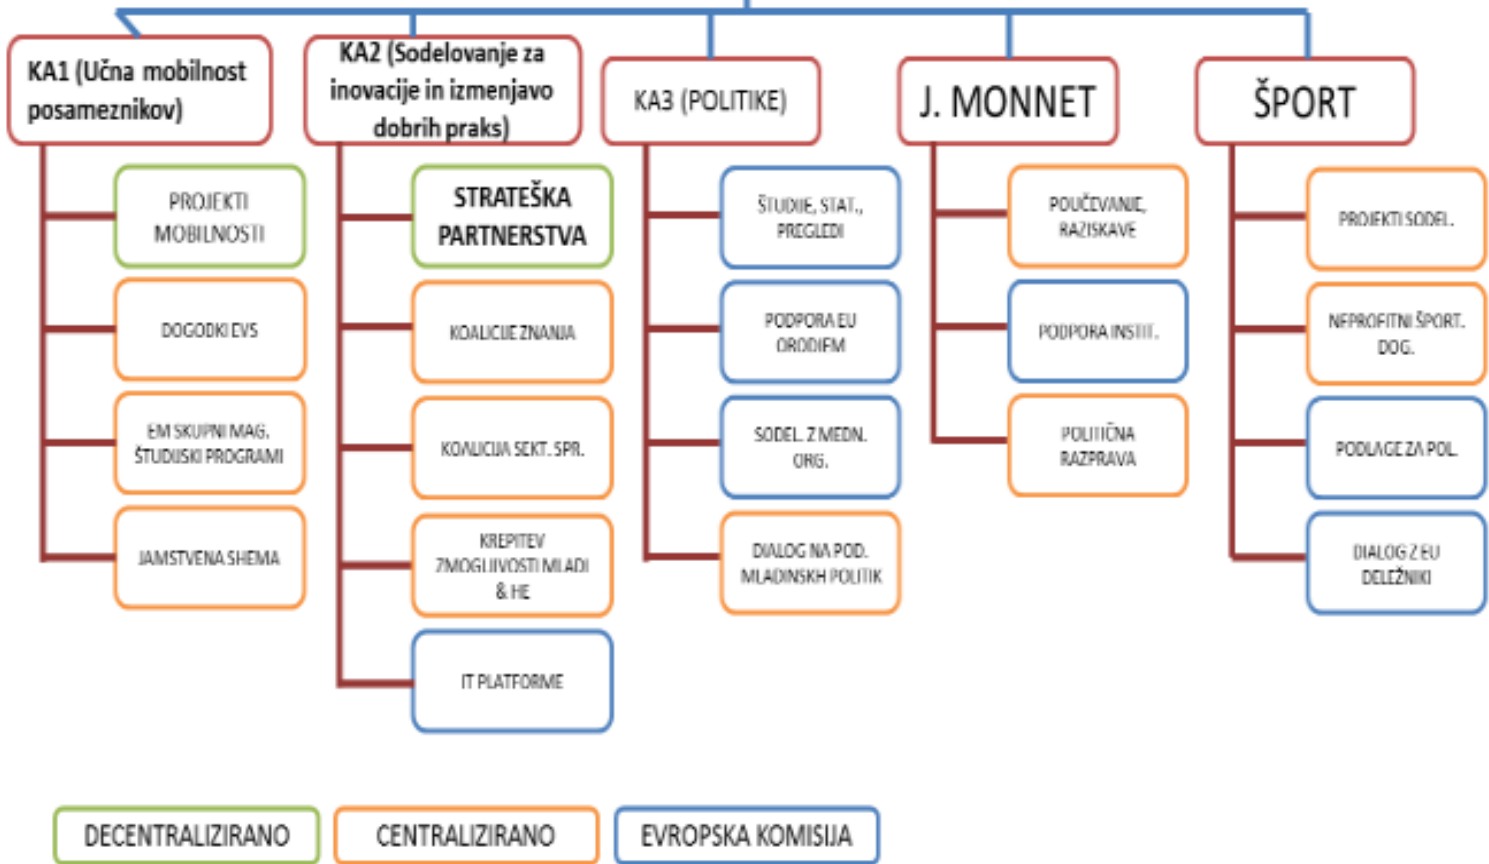 KA1 (Učna mobilnost
posameznikov)
PROJEKTI
MOBILNOSTI
DOGODKI EVS
EM SKUPNI MAG.
ŠTUDIJSKI PROGRAMI
JAMSTVENA SHEMA
KA2 (Sodelovanje za
inovacije in izmenjavo
dobrih praks)
STRATEŠKA
PARTNERSTVA
KOALICIJE ZNANJA
KOALICIJA SEKT. SPR.
KREPITEV
ZMOGLJIVOSTI MLADI
& HE
IT PLATFORME
KA3 (POLITIKE)
ŠTUDIJE, STAT.,
PREGLEDI
PODPORA EU
ORODJEM
SODEL. Z MEDN.
ORG.
DIALOG NA POD.
MLADINSKH POLITIK
J. MONNET
POUČEVANJE,
RAZISKAVE
PODPORA INSTIT.
POLITIČNA
RAZPRAVA
ŠPORT
PROJEKTI SODEL.
NEPROFITNI ŠPORT.
DOG.
PODLAGE ZA POL.
DIALOG Z EU
DELEŽNIKI
DECENTRALIZIRANO
CENTRALIZIRANO
EVROPSKA KOMISIJA